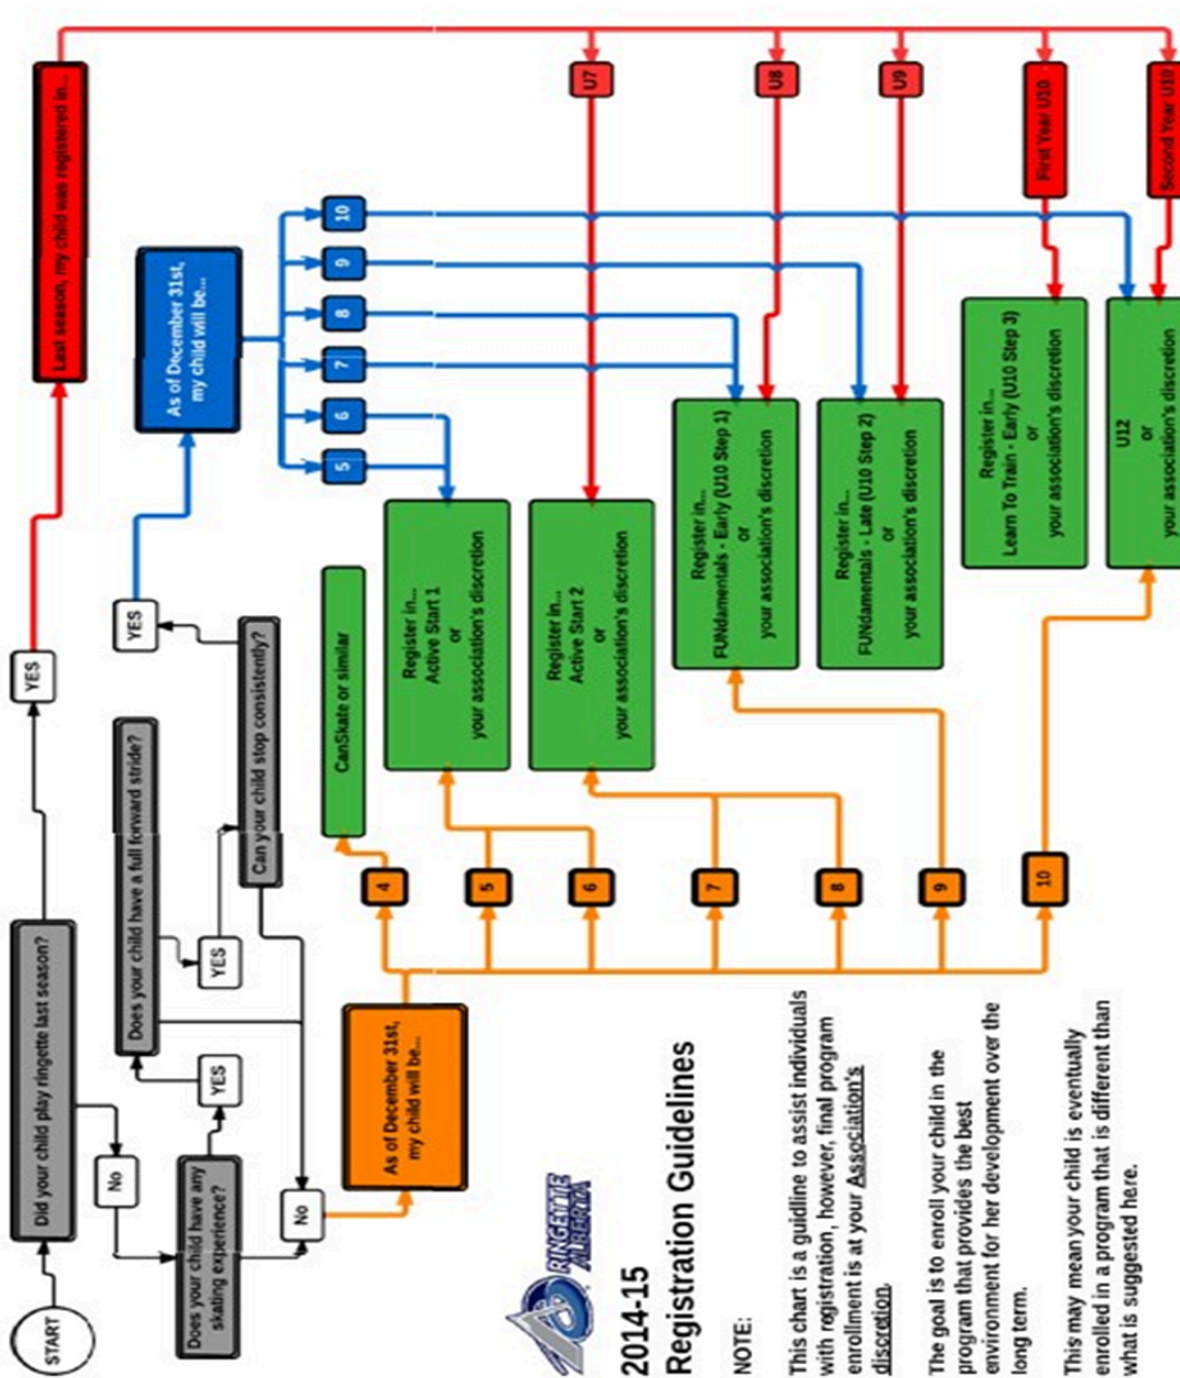 START
Did your child play ringette last season?
YES
Last season, my child was registered in...
No
Does your child have any
skating experience?
YES
Does your child have a full forward stride?
YES
Can your child stop consistently?
YES
As of December 31st,
my child will be...
No
As of December 31st,
my child will be...
5
6
7
8
9
10
U7
U8
U9
First Year U10
Second Year U10
4
5
6
7
8
9
10
CanSkate or similar
Register in...
Active Start 1
or
your association's discretion
Register in...
Active Start 2
or
your association's discretion
Register in...
FUNdamentals - Early (U10 Step 1)
or
your association's discretion
Register in...
FUNdamentals - Late (U10 Step 2)
or
your association's discretion
Register in...
Learn To Train - Early (U10 Step 3)
or
your association's discretion
U12
or
your association's discretion
RINGETTE
ALBERTA
2014-15
Registration Guidelines
NOTE:
This chart is a guidline to assist individuals
with registration, however, final program
enrollment is at your Association's
discretion.
The goal is to enroll your child in the
program that provides the best
environment for her development over the
long term.
This may mean your child is eventually
enrolled in a program that is different than
what is suggested here.